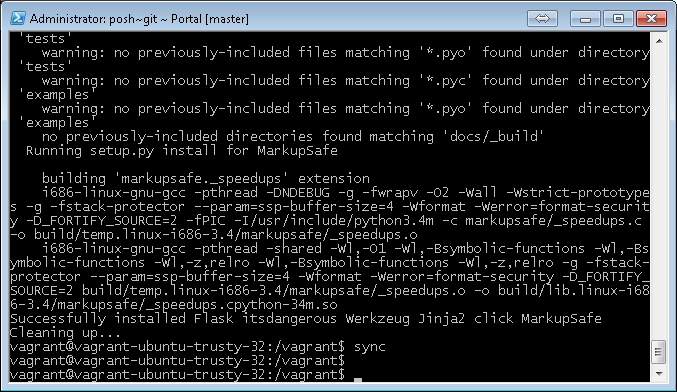 Administrator: posh~git ~ Portal [master]
'tests'
warning: no previously-included files matching '*.pyo' found under directory
'tests'
warning: no previously-included files matching '*.pyc' found under directory
'examples'
warning: no previously-included files matching '*.pyo' found under directory
'examples'
no previously-included directories found matching 'docs/_build'
Running setup.py install for MarkupSafe
building 'markupsafe._speedups' extension
i686-linux-gnu-gcc -pthread -DNDEBUG -g -fwrapv -O2 -Wall -Wstrict-prototype
s -g -fstack-protector --param=ssp-buffer-size=4 -Wformat -Werror=format-securit
y -D_FORTIFY_SOURCE=2 -fPIC -I/usr/include/python3.4m -c markupsafe/_speedups.c
-o build/temp.linux-i686-3.4/markupsafe/_speedups.o
i686-linux-gnu-gcc -pthread -shared -Wl,-O1 -Wl,-Bsymbolic-functions -Wl,-Bs
ymbolic-functions -Wl,-z,relro -Wl,-Bsymbolic-functions -Wl,-z,relro -g -fstack-
protector --param=ssp-buffer-size=4 -Wformat -Werror=format-security -D_FORTIFY_
SOURCE=2 build/temp.linux-i686-3.4/markupsafe/_speedups.o -o build/lib.linux-i68
6-3.4/markupsafe/_speedups.cpython-34m.so
Successfully installed Flask itsdangerous Werkzeug Jinja2 click MarkupSafe
Cleaning up...
vagrant@vagrant-ubuntu-trusty-32:/vagrant$ sync
vagrant@vagrant-ubuntu-trusty-32:/vagrant$
vagrant@vagrant-ubuntu-trusty-32:/vagrant$